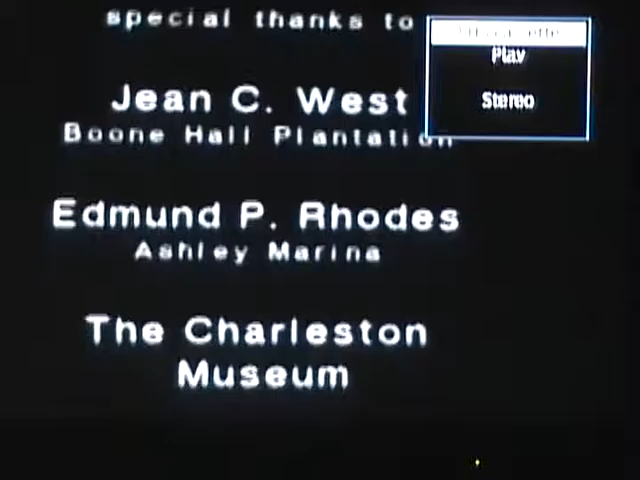 special thanks to
Play
Stereo
Jean C. West
Boone Hall Plantation
Edmund P. Rhodes
Ashley Marina
The Charleston
Museum